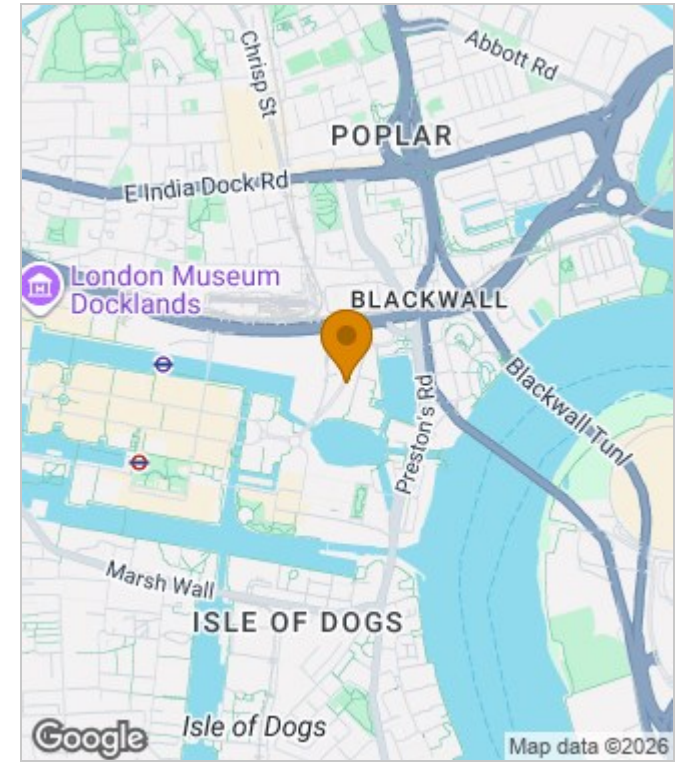 Chrisp St
Abbott Rd
POPLAR
E India Dock Rd
London Museum
Docklands
BLACKWALL
Preston's Rd
Blackwall Tunl
Marsh Wall
ISLE OF DOGS
Isle of Dogs
Google
Map data ©2026